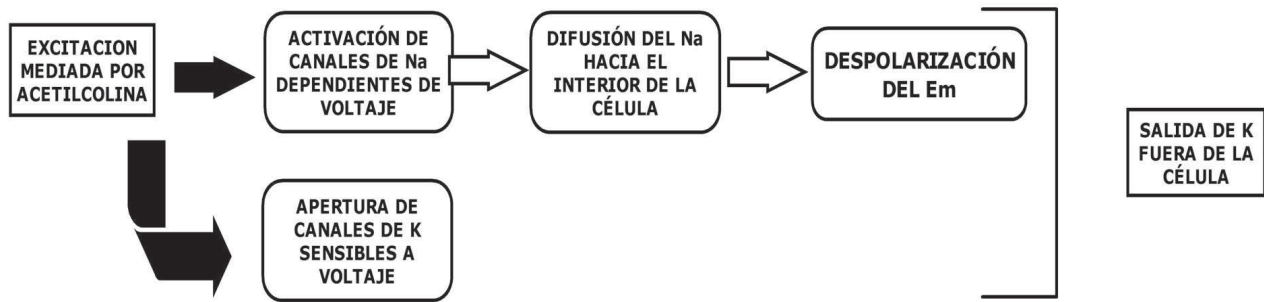 EXCITACION
MEDIADA POR
ACETILCOLINA
ACTIVACIÓN DE
CANALES DE Na
DEPENDIENTES DE
VOLTAJE
DIFUSIÓN DEL Na
HACIA EL
INTERIOR DE LA
CÉLULA
DESPOLARIZACIÓN
DEL Em
SALIDA DE K
FUERA DE LA
CÉLULA
APERTURA DE
CANALES DE K
SENSIBLES A
VOLTAJE